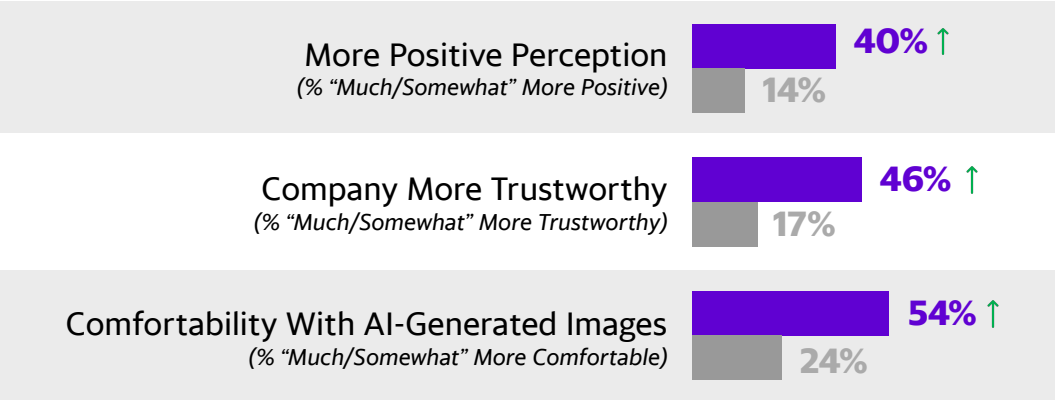 More Positive Perception
(% “Much/Somewhat” More Positive)
40% ↑
14%
Company More Trustworthy
(% “Much/Somewhat” More Trustworthy)
46% ↑
17%
Comfortability With AI-Generated Images
(% “Much/Somewhat” More Comfortable)
54% ↑
24%